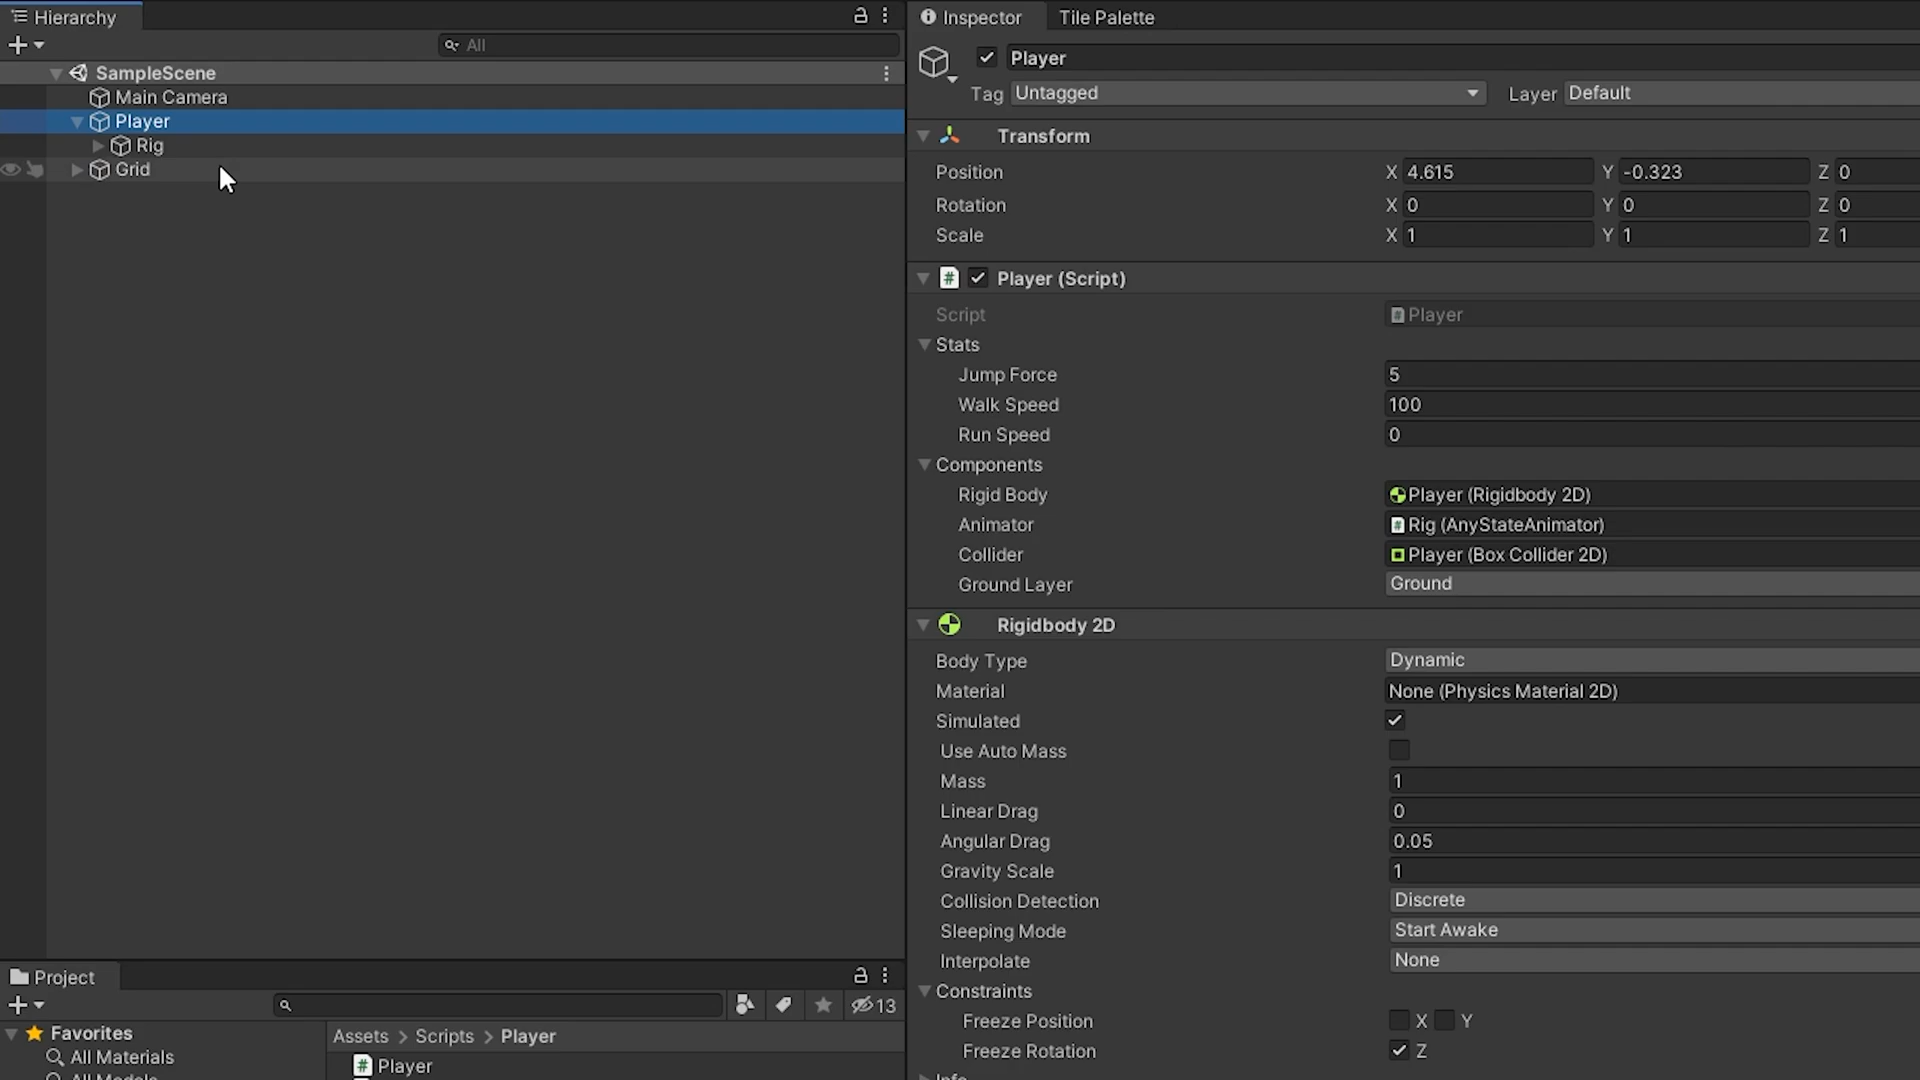 Hierarchy
All
SampleScene
Main Camera
Player
Rig
Grid
Project
13
Favorites
All Materials
Assets > Scripts > Player
Player
Inspector
Tile Palette
Player
Tag Untagged Layer Default
Transform
Position X 4.615 Y -0.323 Z 0
Rotation X 0 Y 0 Z 0
Scale X 1 Y 1 Z 1
# Player (Script)
Script Player
Stats
Jump Force 5
Walk Speed 100
Run Speed 0
Components
Rigid Body Player (Rigidbody 2D)
Animator Rig (AnyStateAnimator)
Collider Player (Box Collider 2D)
Ground Layer Ground
Rigidbody 2D
Body Type Dynamic
Material None (Physics Material 2D)
Simulated
Use Auto Mass
Mass 1
Linear Drag 0
Angular Drag 0.05
Gravity Scale 1
Collision Detection Discrete
Sleeping Mode Start Awake
Interpolate None
Constraints
Freeze Position X Y
Freeze Rotation Z